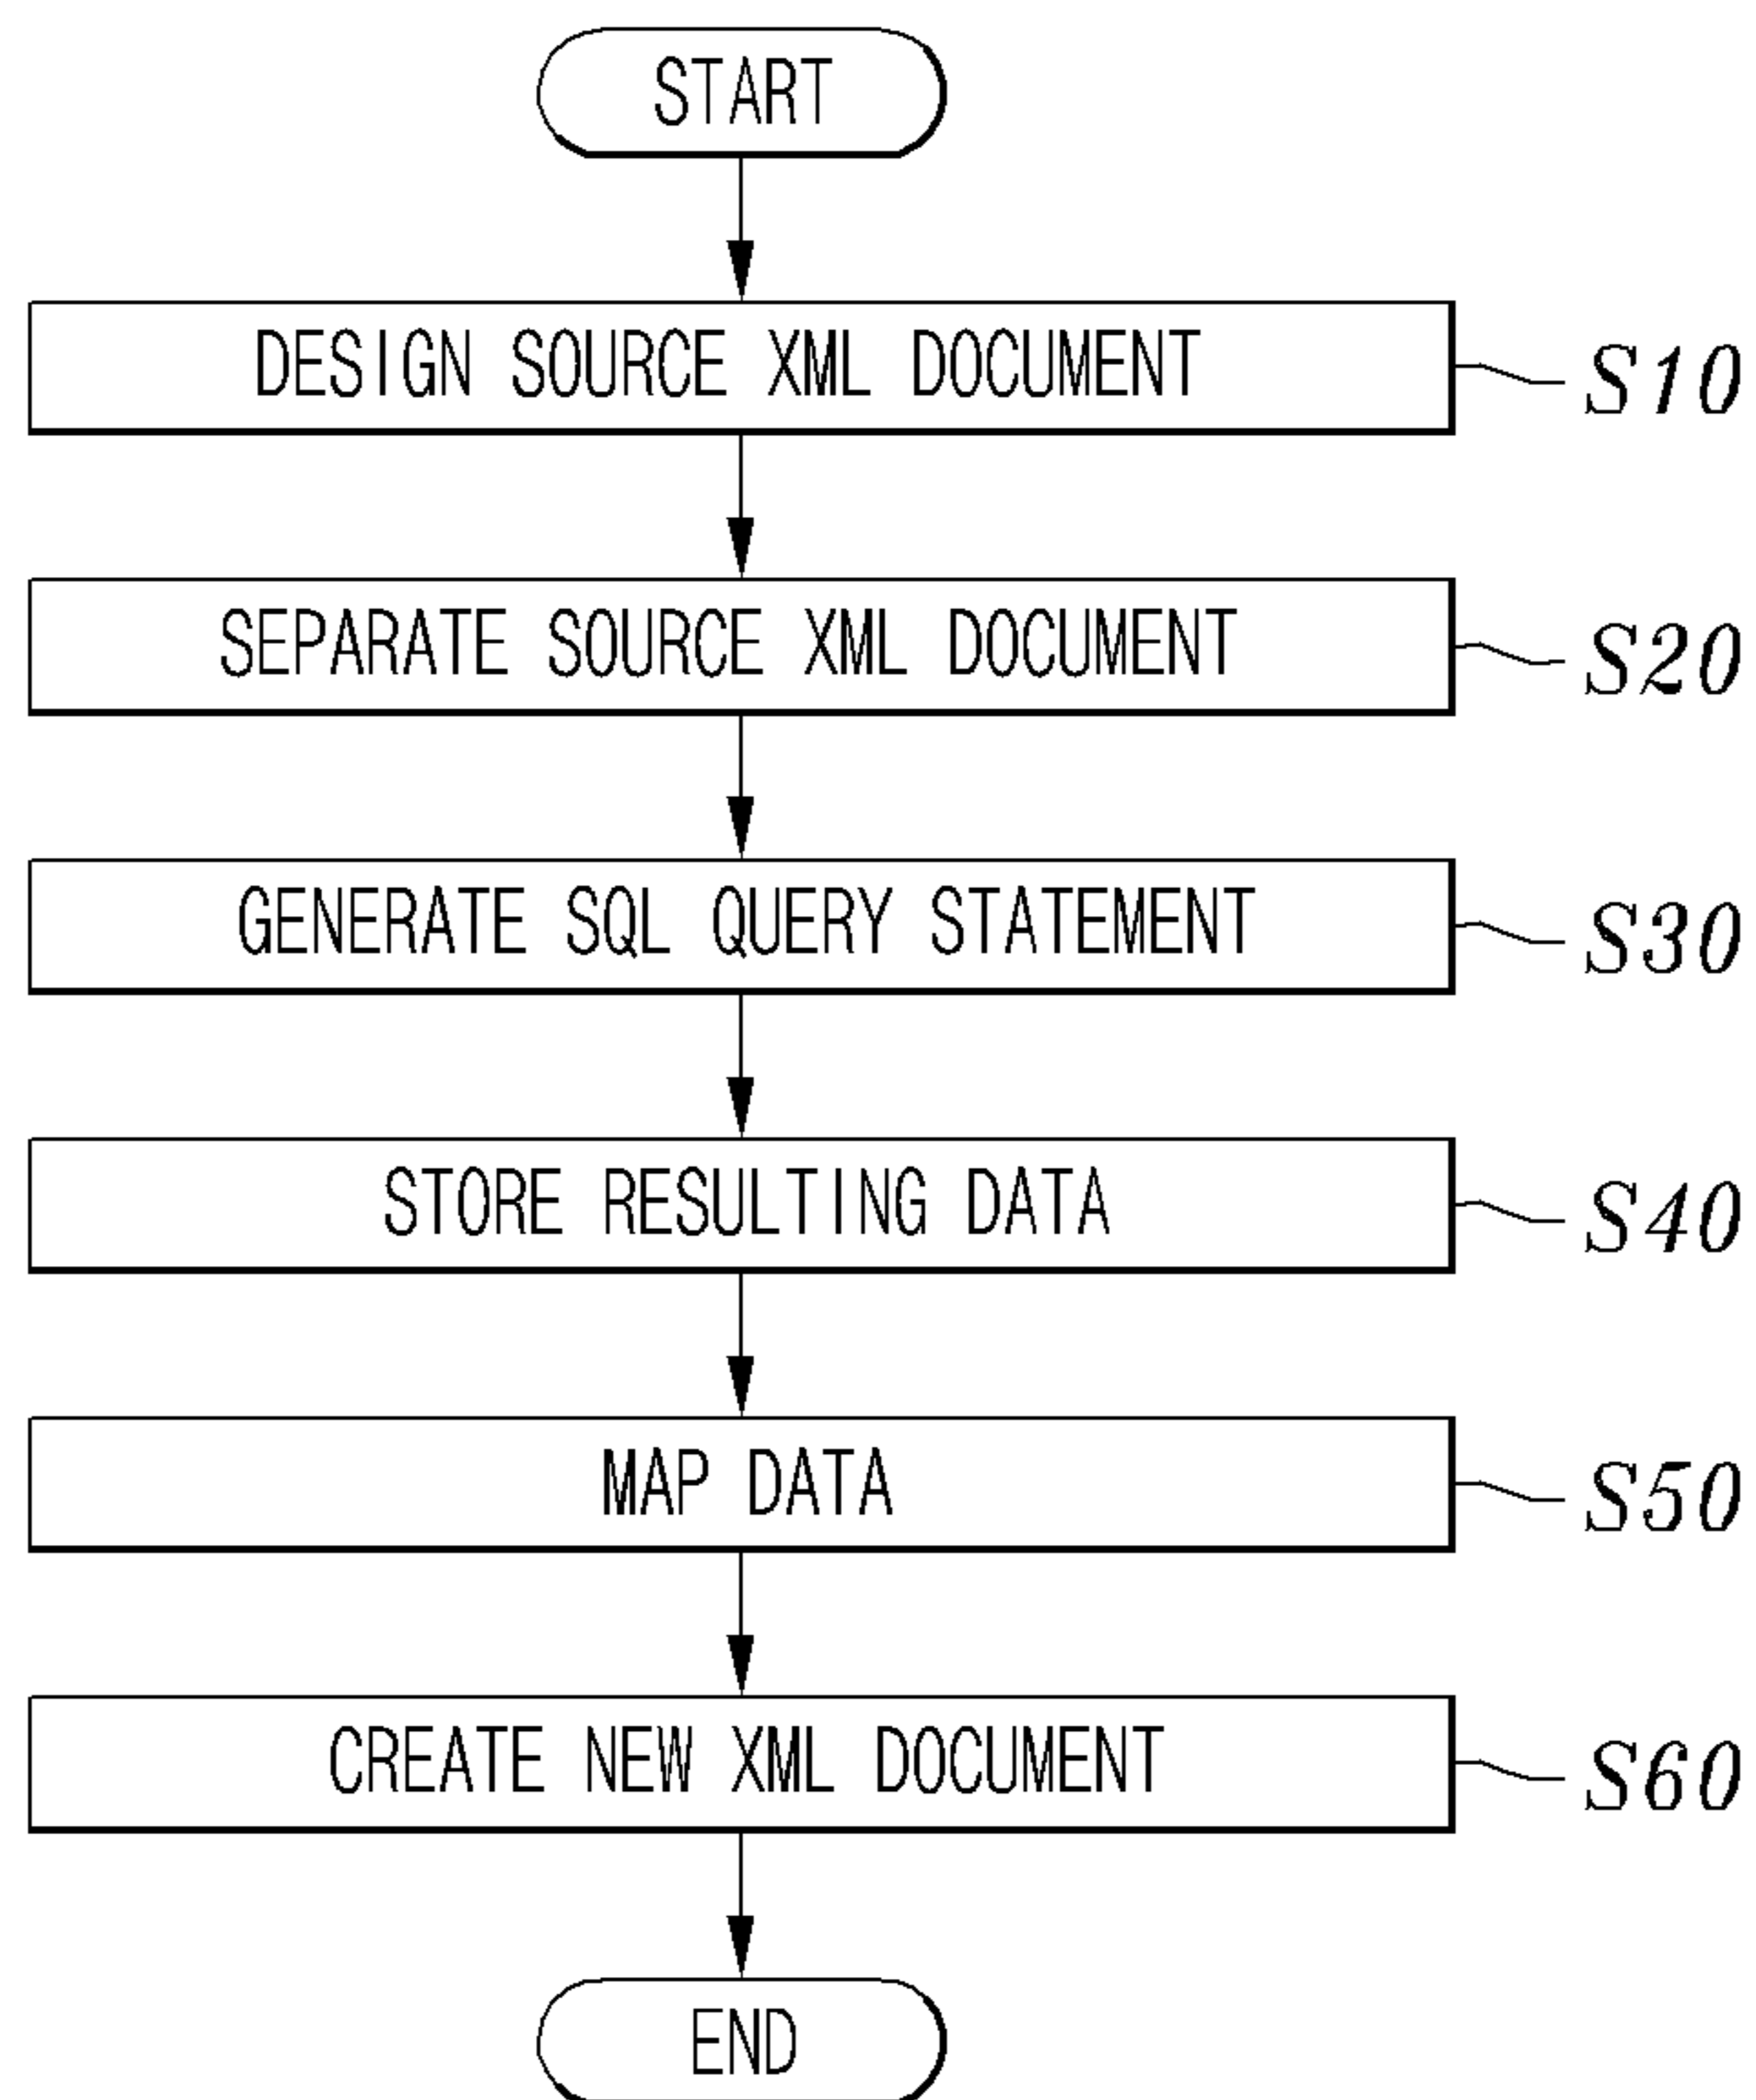 START
DESIGN SOURCE XML DOCUMENT
S10
SEPARATE SOURCE XML DOCUMENT
S20
GENERATE SQL QUERY STATEMENT
S30
STORE RESULTING DATA
S40
MAP DATA
S50
CREATE NEW XML DOCUMENT
S60
END